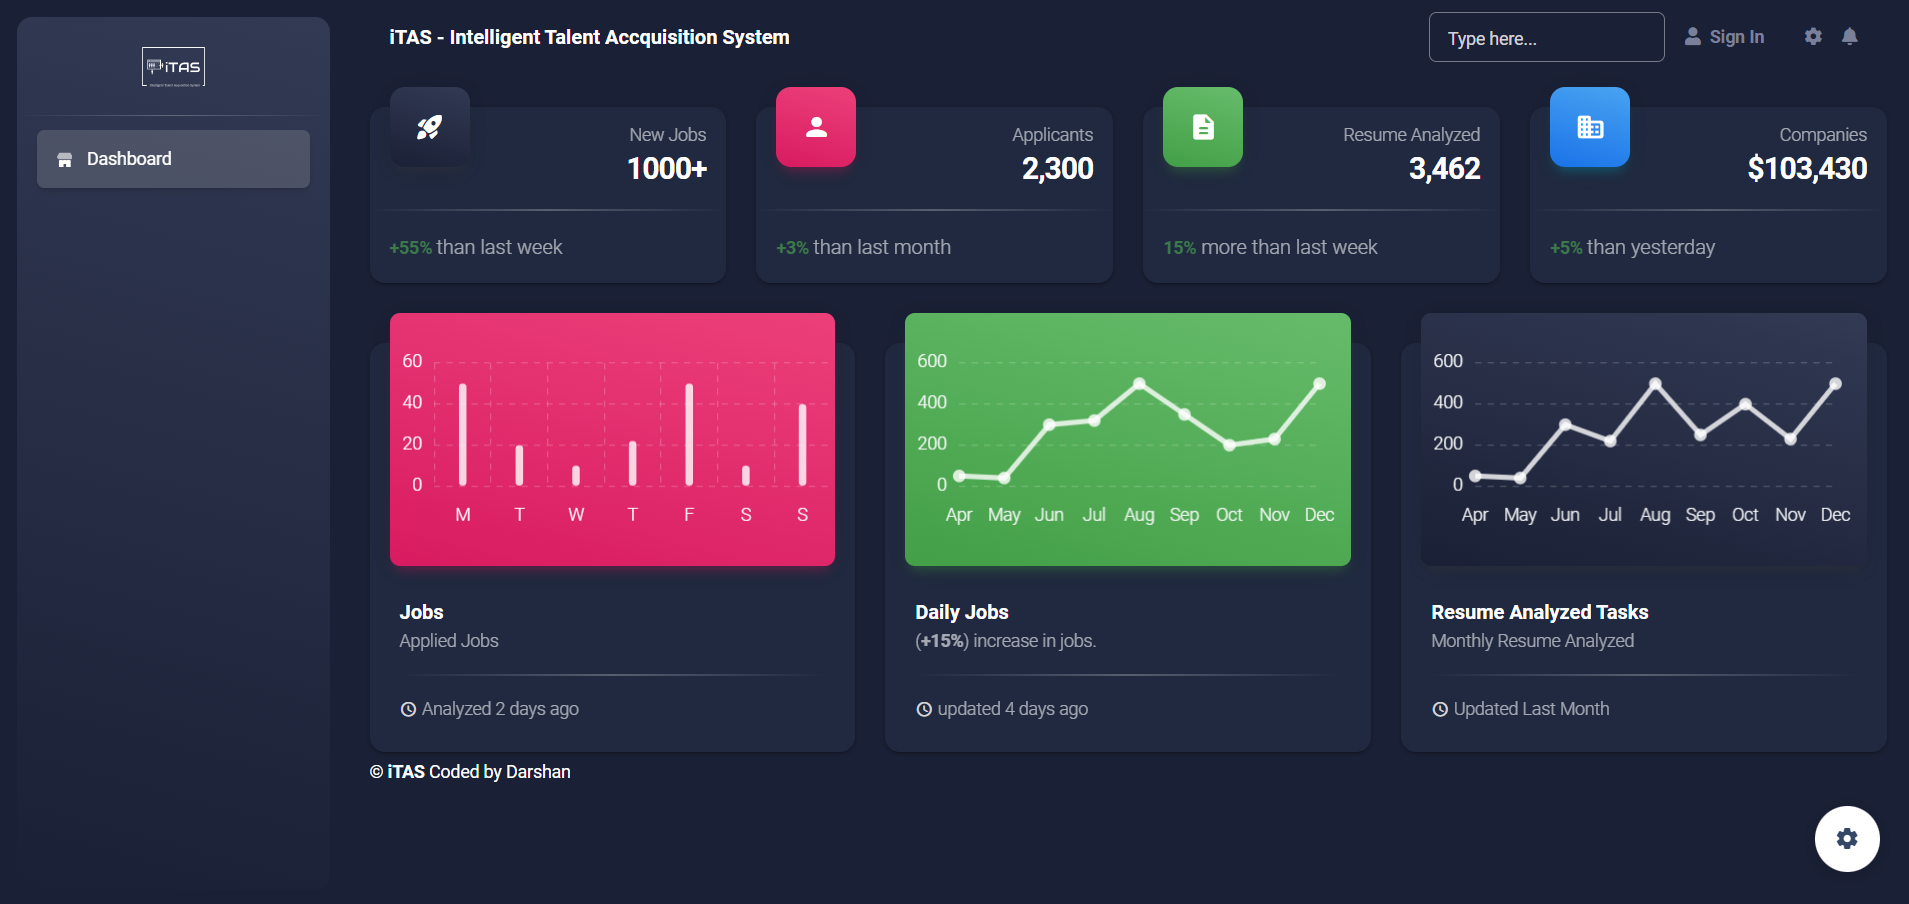 iTAS
iTAS - Intelligent Talent Accquisition System
Type here...
Sign In
Dashboard
New Jobs
1000+
+55% than last week
Applicants
2,300
+3% than last month
Resume Analyzed
3,462
15% more than last week
Companies
$103,430
+5% than yesterday
60
40
20
0
M T W T F S S
Jobs
Applied Jobs
Analyzed 2 days ago
600
400
200
0
Apr May Jun Jul Aug Sep Oct Nov Dec
Daily Jobs
(+15%) increase in jobs.
updated 4 days ago
600
400
200
0
Apr May Jun Jul Aug Sep Oct Nov Dec
Resume Analyzed Tasks
Monthly Resume Analyzed
Updated Last Month
© iTAS Coded by Darshan